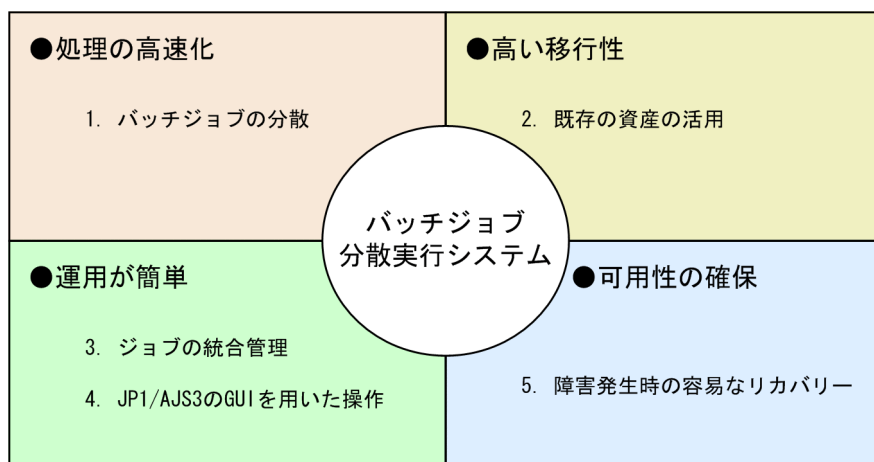 ●処理の高速化
1. バッチジョブの分散
●高い移行性
2. 既存の資産の活用
バッチジョブ
分散実行システム
●運用が簡単
3. ジョブの統合管理
4. JP1/AJS3のGUIを用いた操作
●可用性の確保
5. 障害発生時の容易なリカバリー